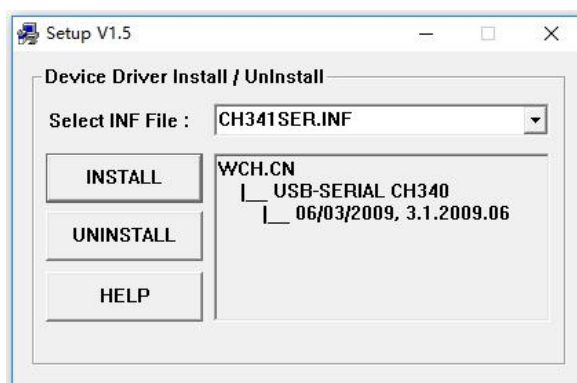 Setup V1.5
Device Driver Install / UnInstall
Select INF File :
CH341SER.INF
INSTALL
WCH.CN
|__ USB-SERIAL CH340
|__ 06/03/2009, 3.1.2009.06
UNINSTALL
HELP